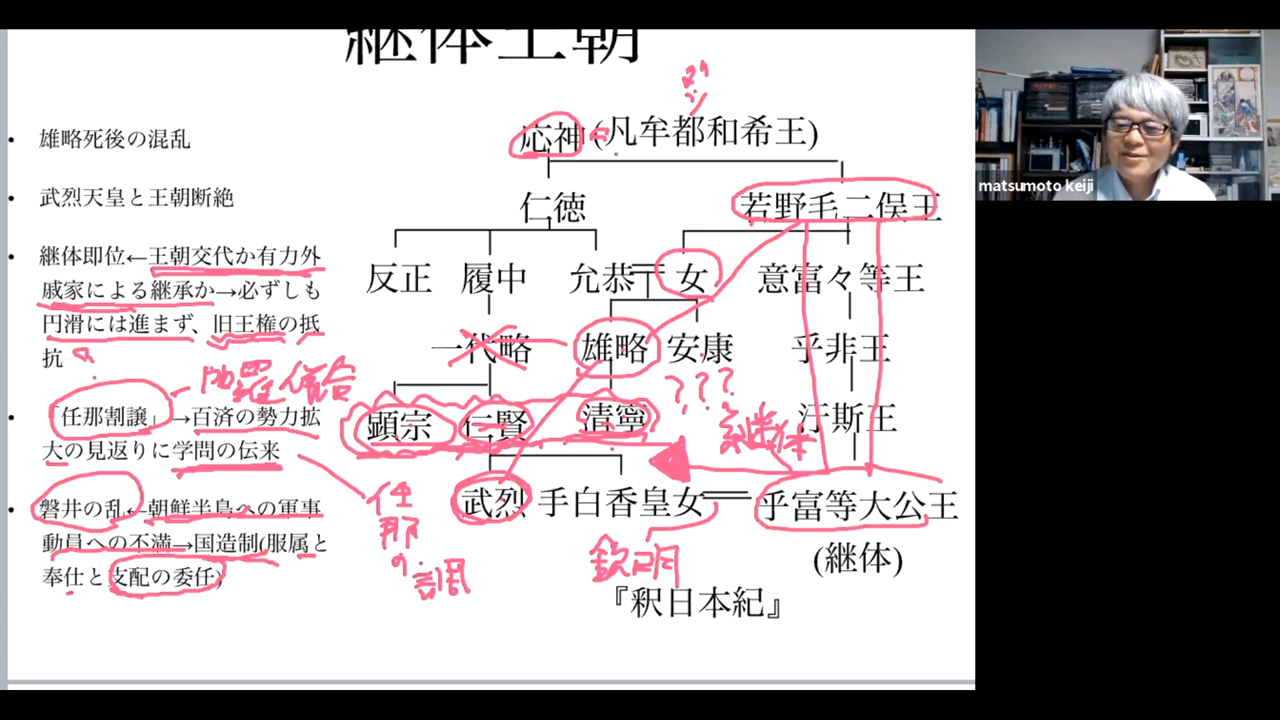 継体王朝
• 雄略死後の混乱
• 武烈天皇と王朝断絶
• 継体即位←王朝交代か有力外
戚家による継承か→必ずしも
円滑には進まず、旧王権の抵
抗
• 「任那割譲」→百済の勢力拡
大の見返りに学問の伝来
• 磐井の乱←朝鮮半島への軍事
動員への不満→国造制(服属と
奉仕と支配の委任)
加羅併合
任
那
の
調
応神 (凡牟都和希王)
仁徳 若野毛二俣王
反正 履中 允恭 女 意富々等王
一代略 雄略 安康 乎非王
???
顕宗 仁賢 清寧 汙斯王
継体
武烈 手白香皇女 乎富等大公王
(継体)
欽明
『釈日本紀』
matsumoto keiji